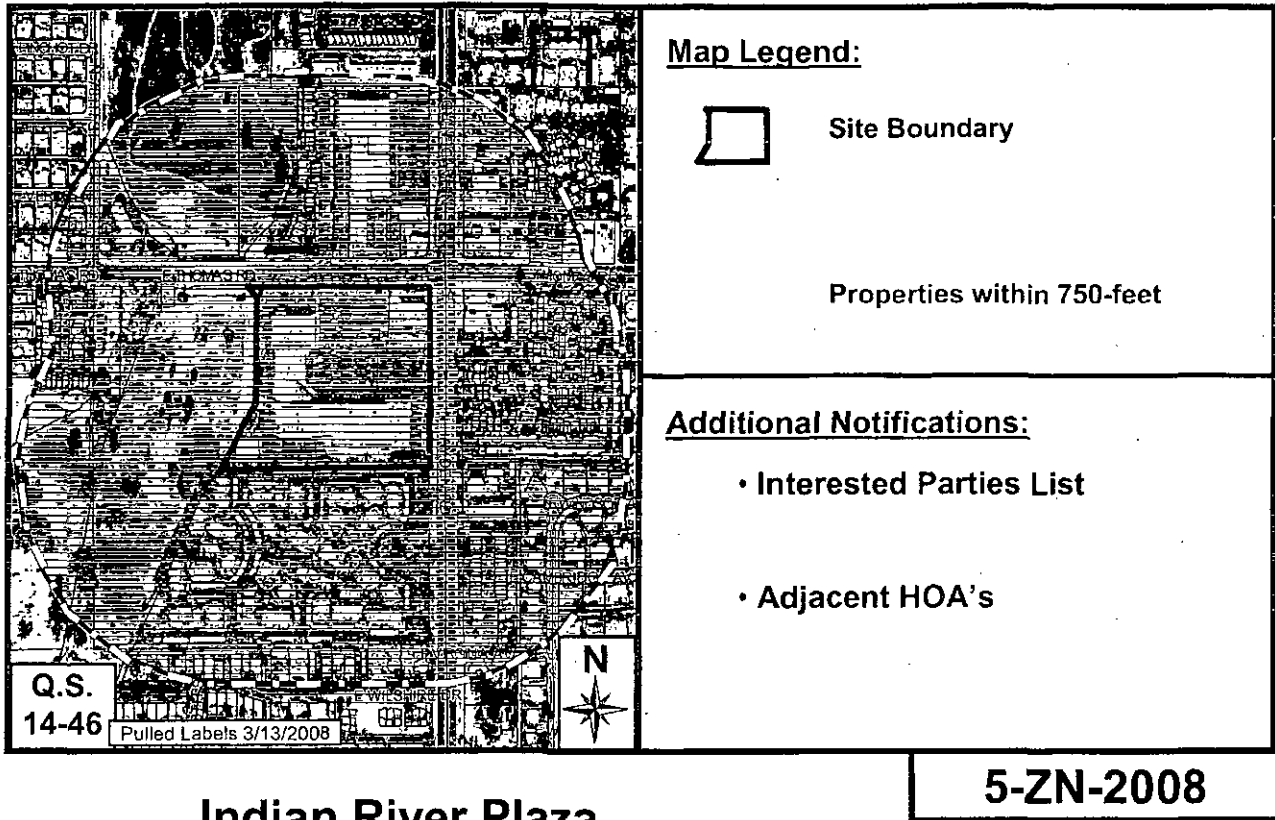 Map Legend:
Site Boundary
Properties within 750-feet
Additional Notifications:
• Interested Parties List
• Adjacent HOA's
E THOMAS RD
E WILSHIRE DR
N
Q.S.
14-46
Pulled Labels 3/13/2008
5-ZN-2008
Indian River Plaza